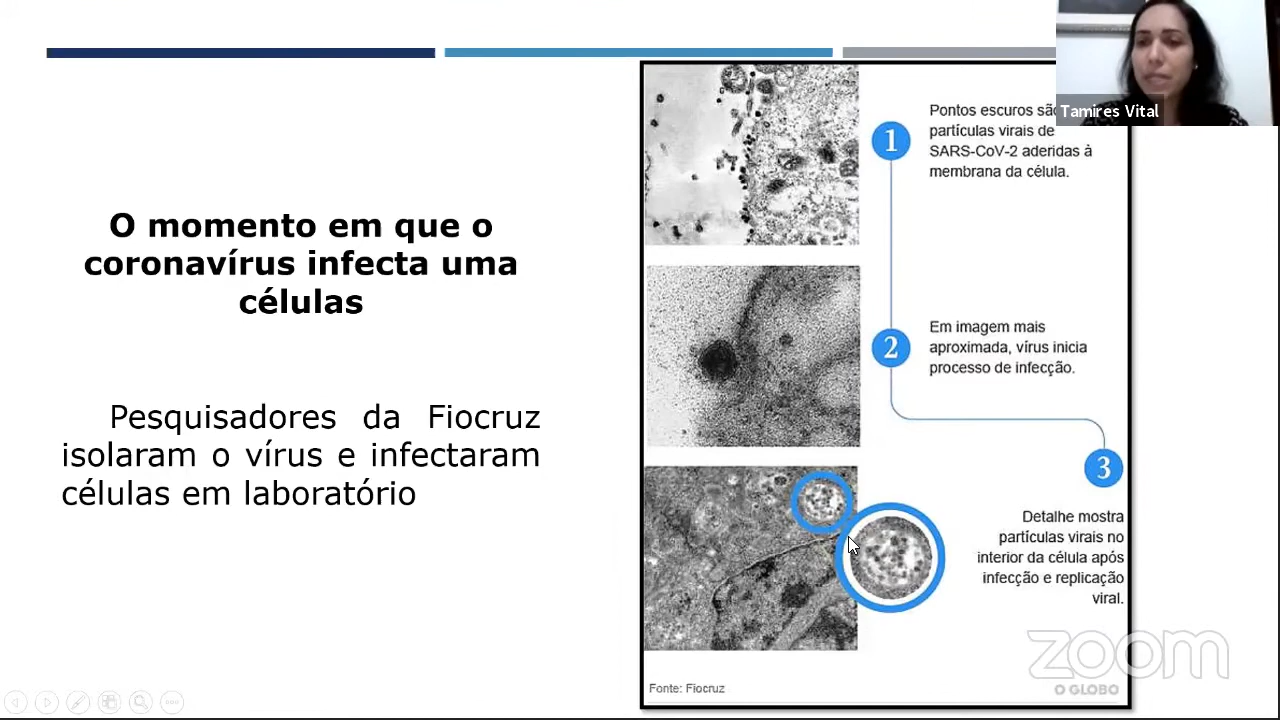 O momento em que o
coronavírus infecta uma
células
Pesquisadores da Fiocruz
isolaram o vírus e infectaram
células em laboratório
1
Pontos escuros são
partículas virais de
SARS-CoV-2 aderidas à
membrana da célula.
2
Em imagem mais
aproximada, vírus inicia
processo de infecção.
3
Detalhe mostra
partículas virais no
interior da célula após
infecção e replicação
viral.
Fonte: Fiocruz
O GLOBO
zoom
Tamires Vital